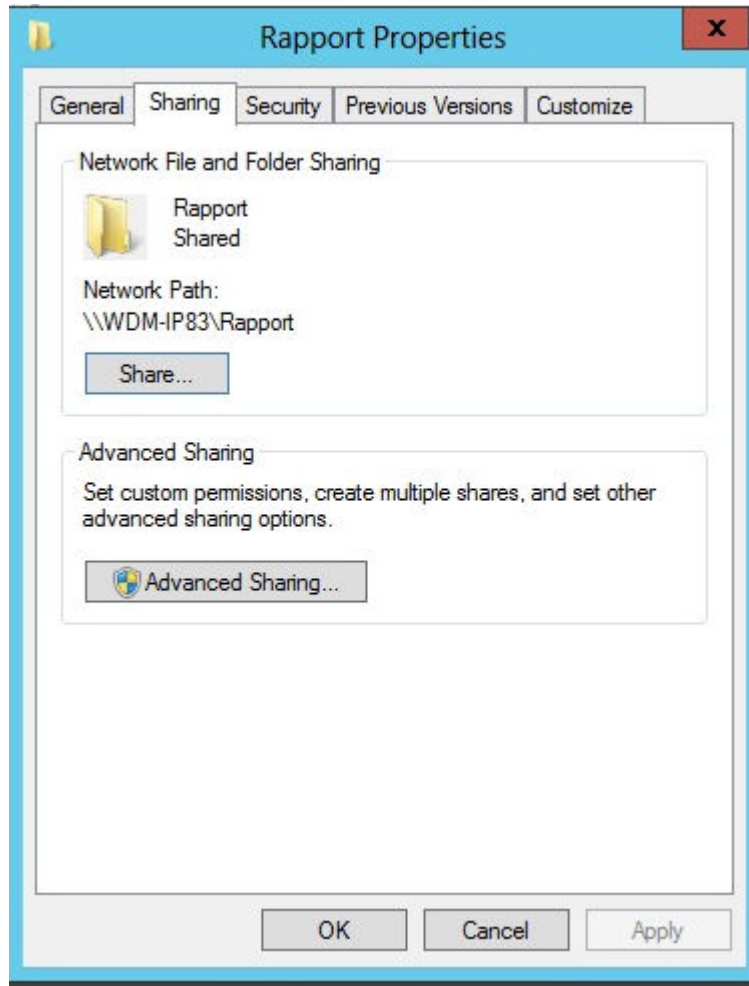 Rapport Properties
x
General Sharing Security Previous Versions Customize
Network File and Folder Sharing
Rapport
Shared
Network Path:
\\WDM-IP83\Rapport
Share...
Advanced Sharing
Set custom permissions, create multiple shares, and set other
advanced sharing options.
Advanced Sharing...
OK Cancel Apply